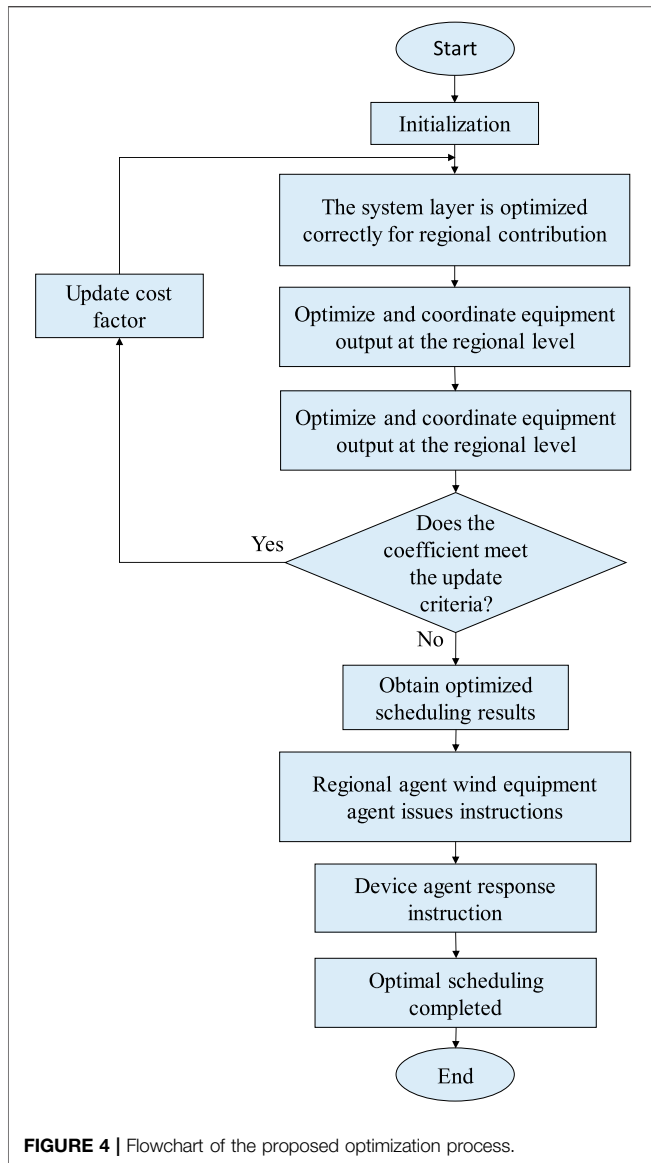 Start
Initialization
The system layer is optimized
correctly for regional contribution
Update cost
factor
Optimize and coordinate equipment
output at the regional level
Optimize and coordinate equipment
output at the regional level
Does the
coefficient meet
the update
criteria?
Yes
No
Obtain optimized
scheduling results
Regional agent wind equipment
agent issues instructions
Device agent response
instruction
Optimal scheduling
completed
End
FIGURE 4 | Flowchart of the proposed optimization process.